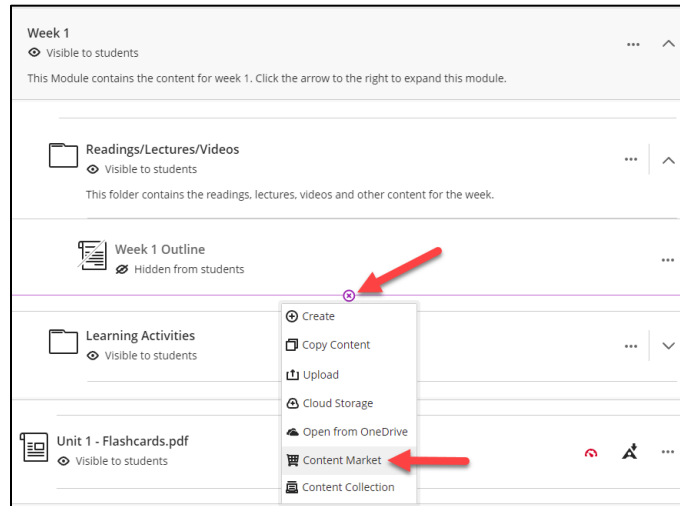 Week 1
Visible to students
This Module contains the content for week 1. Click the arrow to the right to expand this module.
Readings/Lectures/Videos
Visible to students
This folder contains the readings, lectures, videos and other content for the week.
Week 1 Outline
Hidden from students
Create
Copy Content
Upload
Cloud Storage
Open from OneDrive
Content Market
Content Collection
Learning Activities
Visible to students
Unit 1 - Flashcards.pdf
Visible to students